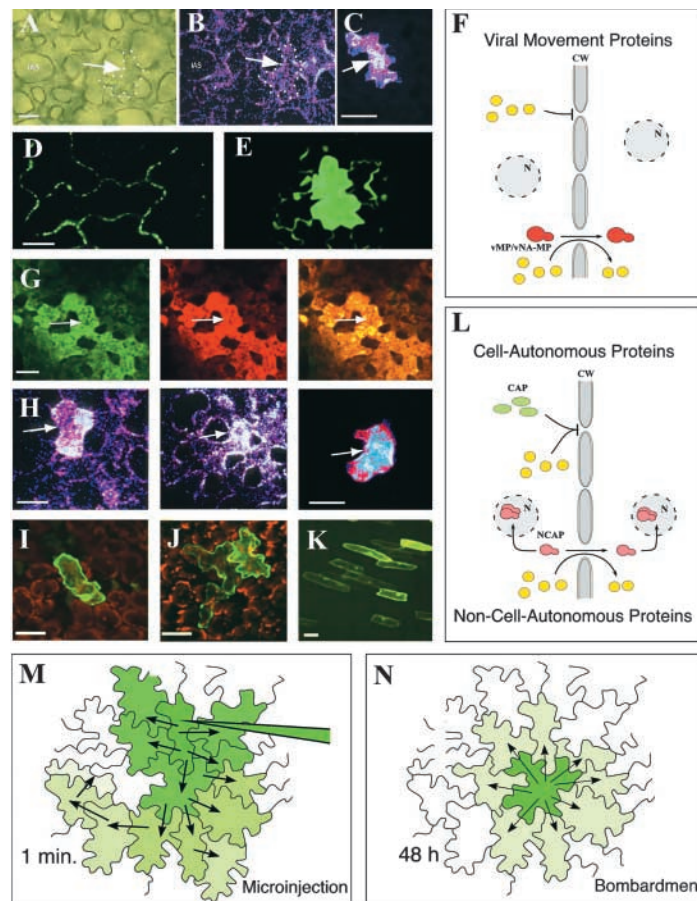 A
B
C
IAS
IAS
D
E
G
H
I
J
K
F
Viral Movement Proteins
CW
N
N
vMP/vNA-MP
L
Cell-Autonomous Proteins
CW
CAP
N
N
NCAP
Non-Cell-Autonomous Proteins
M
1 min.
Microinjection
N
48 h
Bombardmen